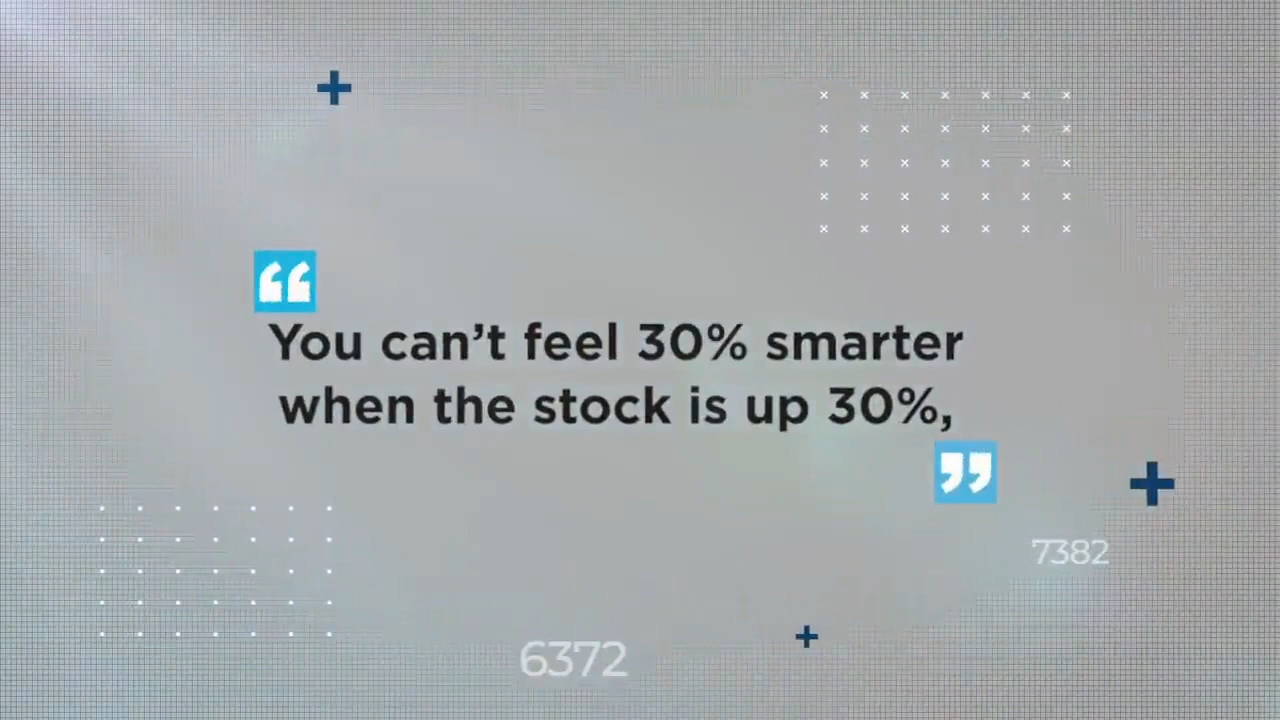 “
You can’t feel 30% smarter
when the stock is up 30%,
”
7382
6372